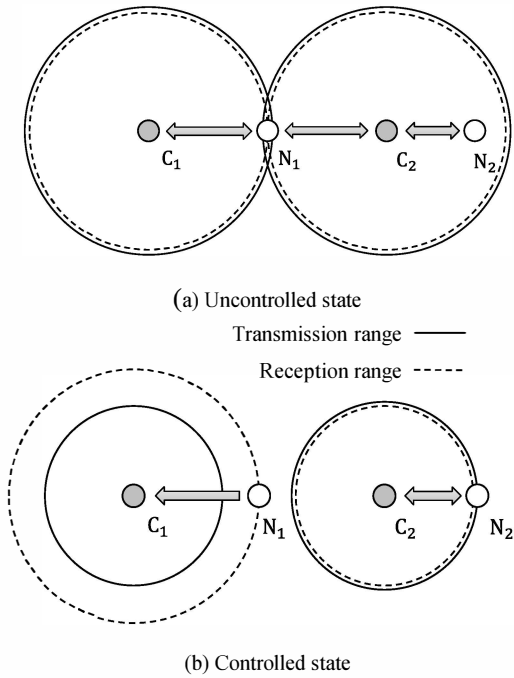 C₁
N₁
C₂
N₂
(a) Uncontrolled state
Transmission range
Reception range
C₁
N₁
C₂
N₂
(b) Controlled state